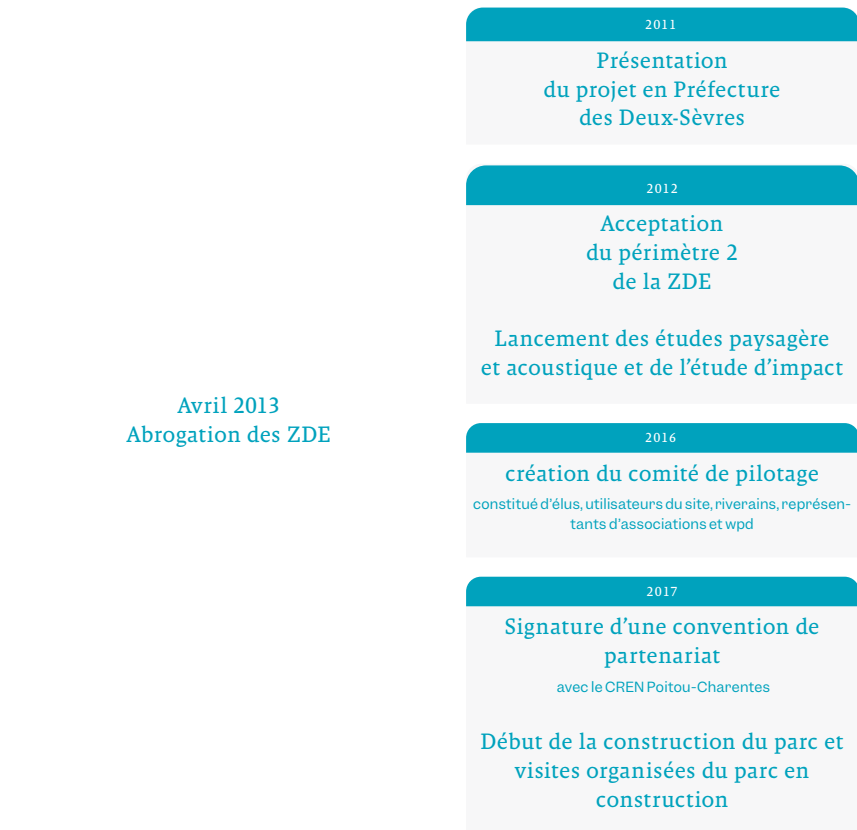 2011
Présentation
du projet en Préfecture
des Deux-Sèvres
2012
Acceptation
du périmètre 2
de la ZDE
Lancement des études paysagère
et acoustique et de l’étude d’impact
Avril 2013
Abrogation des ZDE
2016
création du comité de pilotage
constitué d’élus, utilisateurs du site, riverains, représen-
tants d’associations et wpd
2017
Signature d’une convention de
partenariat
avec le CREN Poitou-Charentes
Début de la construction du parc et
visites organisées du parc en
construction